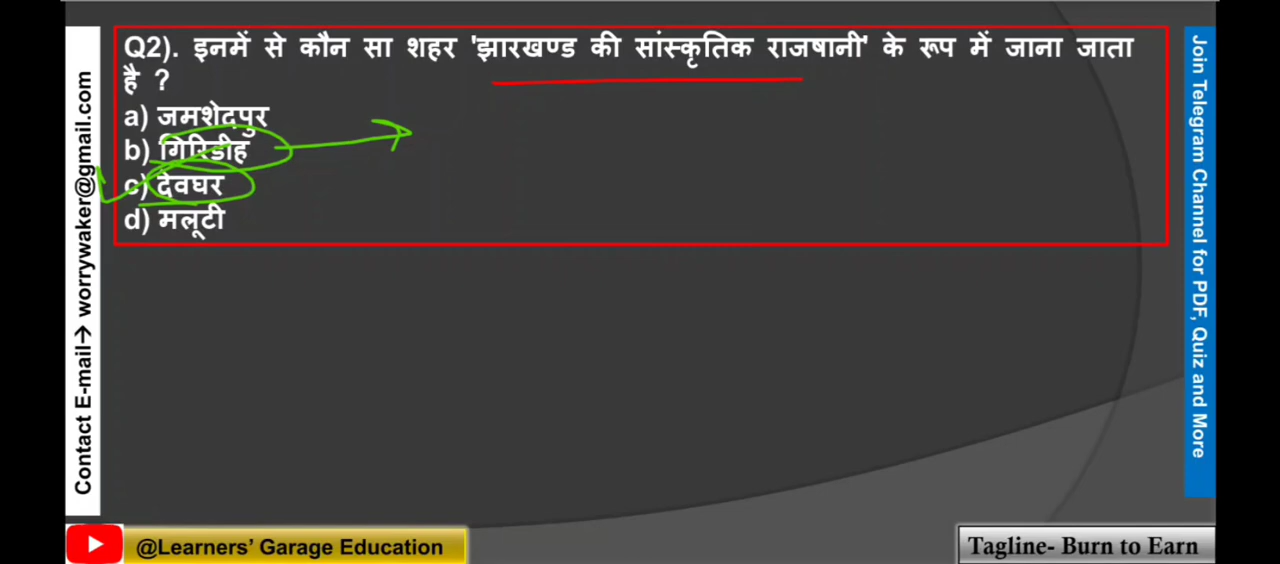 Q2). इनमें से कौन सा शहर 'झारखण्ड की सांस्कृतिक राजषानी' के रूप में जाना जाता
है ?
a) जमशेदपुर
b) गिरिडीह
c) देवघर
d) मलूटी
Contact E-mail→ worrywaker@gmail.com
Join Telegram Channel for PDF, Quiz and More
@Learners’ Garage Education
Tagline- Burn to Earn